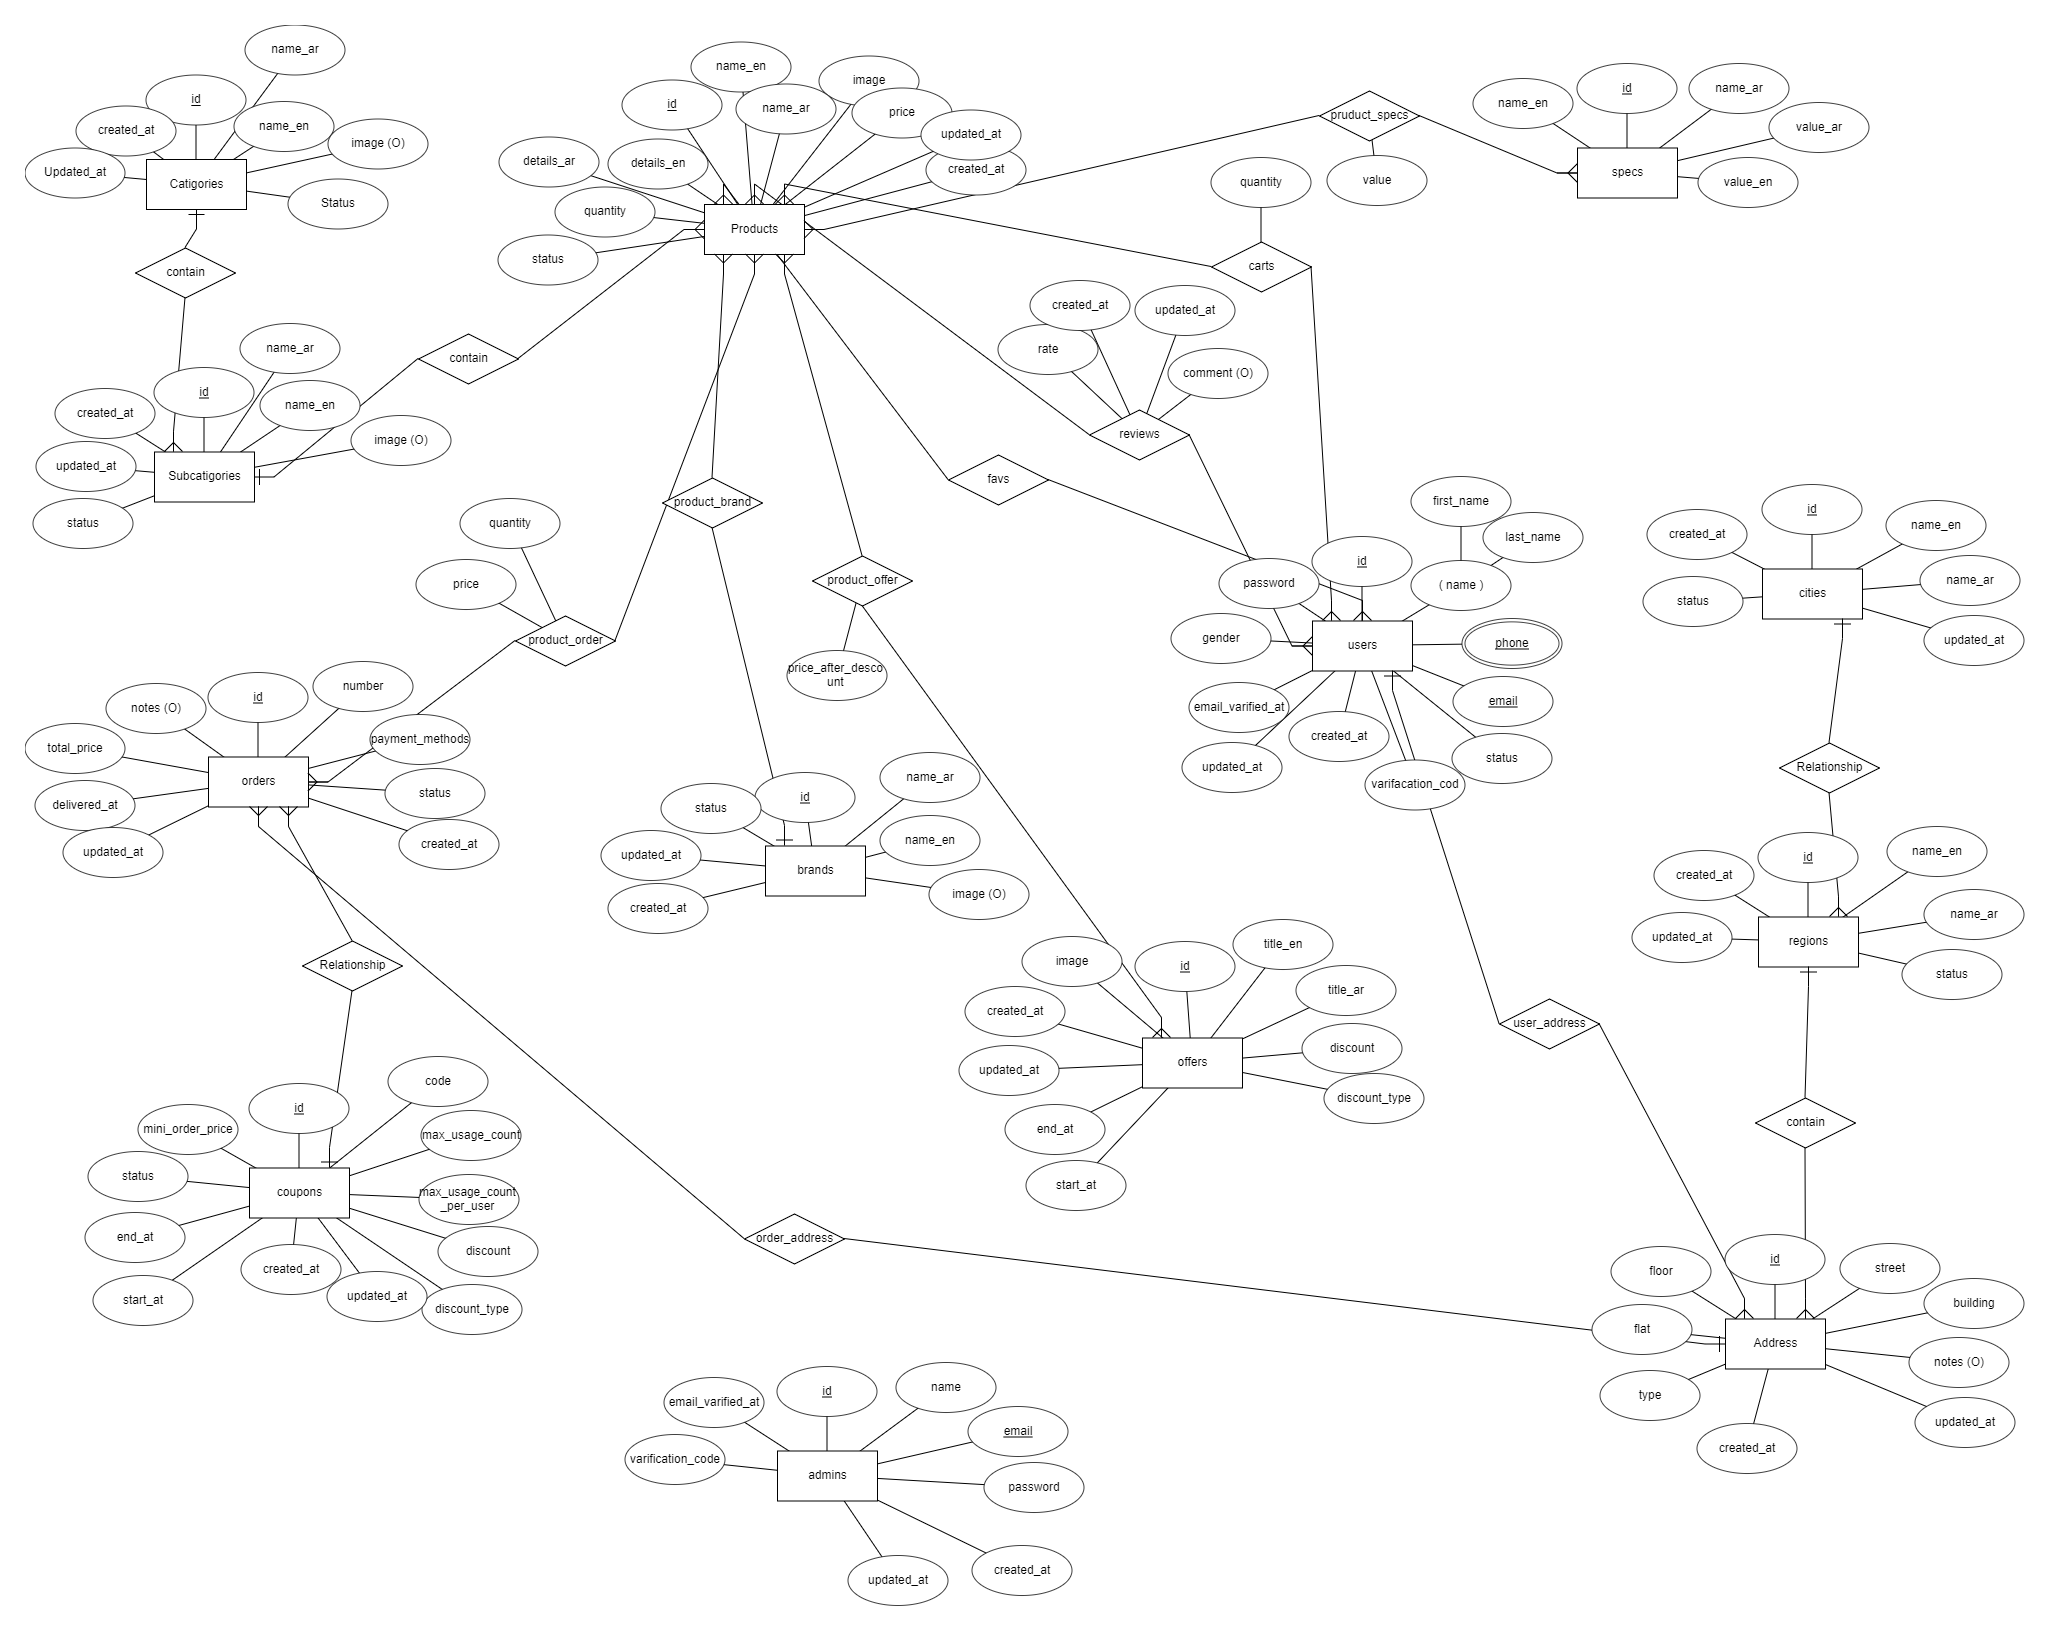 name_ar
id
created_at
name_en
image (O)
Updated_at
Catigories
Status
contain
name_ar
id
created_at
name_en
image (O)
updated_at
Subcatigories
status
contain
name_en
image
id
name_ar
price
updated_at
details_ar
details_en
created_at
quantity
Products
status
pruduct_specs
value
id
name_en
name_ar
value_ar
specs
value_en
quantity
carts
created_at
updated_at
rate
comment (O)
reviews
favs
product_brand
quantity
price
product_order
product_offer
price_after_desco
unt
first_name
last_name
id
password
( name )
gender
users
phone
email_varified_at
email
created_at
updated_at
status
varifacation_cod
id
created_at
name_en
name_ar
cities
status
updated_at
Relationship
id
name_en
created_at
name_ar
updated_at
regions
status
contain
user_address
number
id
notes (O)
total_price
payment_methods
orders
delivered_at
status
updated_at
created_at
Relationship
name_ar
id
status
name_en
updated_at
brands
image (O)
created_at
title_en
image
id
title_ar
created_at
discount
updated_at
offers
discount_type
end_at
start_at
code
id
mini_order_price
max_usage_count
status
coupons
max_usage_count
_per_user
end_at
discount
created_at
updated_at
start_at
discount_type
order_address
id
floor
street
building
flat
Address
notes (O)
type
updated_at
created_at
name
id
email_varified_at
email
varification_code
admins
password
updated_at
created_at